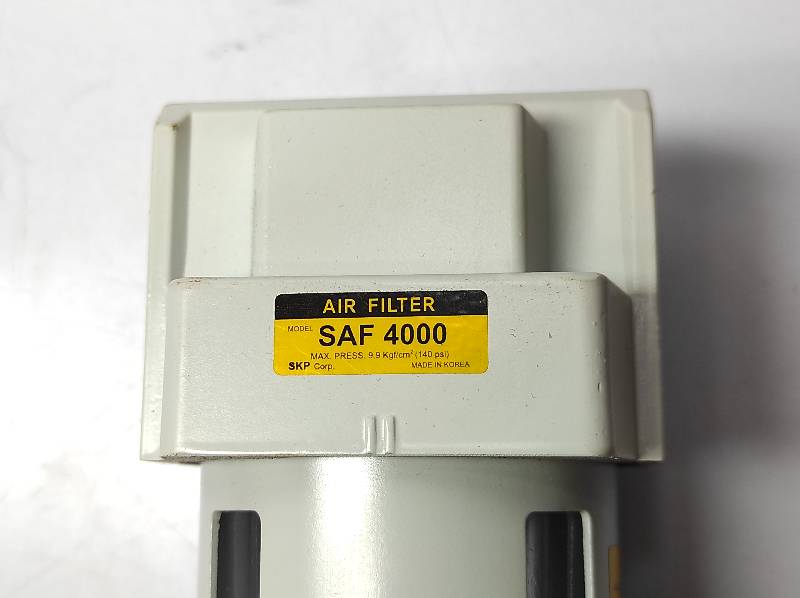 AIR FILTER
MODEL SAF 4000
MAX. PRESS. 9.9 Kgf/cm² (140 psi)
SKP Corp. MADE IN KOREA